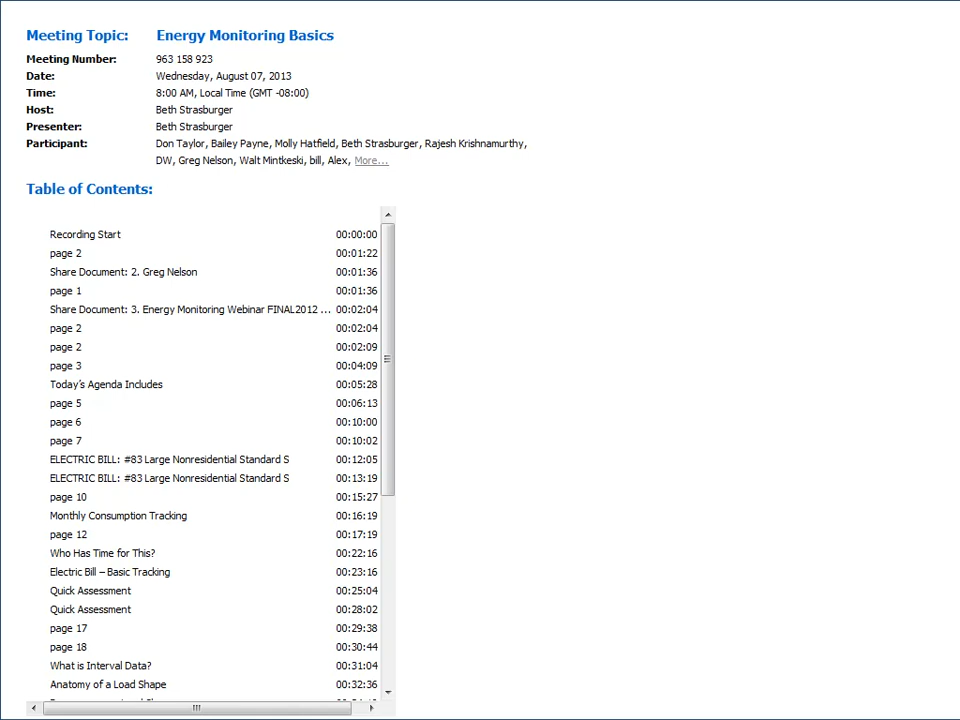 Meeting Topic: Energy Monitoring Basics
Meeting Number: 963 158 923
Date: Wednesday, August 07, 2013
Time: 8:00 AM, Local Time (GMT -08:00)
Host: Beth Strasburger
Presenter: Beth Strasburger
Participant: Don Taylor, Bailey Payne, Molly Hatfield, Beth Strasburger, Rajesh Krishnamurthy,
DW, Greg Nelson, Walt Mintkeski, bill, Alex, More...
Table of Contents:
Recording Start 00:00:00
page 2 00:01:22
Share Document: 2. Greg Nelson 00:01:36
page 1 00:01:36
Share Document: 3. Energy Monitoring Webinar FINAL2012 ... 00:02:04
page 2 00:02:04
page 2 00:02:09
page 3 00:04:09
Today's Agenda Includes 00:05:28
page 5 00:06:13
page 6 00:10:00
page 7 00:10:02
ELECTRIC BILL: #83 Large Nonresidential Standard S 00:12:05
ELECTRIC BILL: #83 Large Nonresidential Standard S 00:13:19
page 10 00:15:27
Monthly Consumption Tracking 00:16:19
page 12 00:17:19
Who Has Time for This? 00:22:16
Electric Bill – Basic Tracking 00:23:16
Quick Assessment 00:25:04
Quick Assessment 00:28:02
page 17 00:29:38
page 18 00:30:44
What is Interval Data? 00:31:04
Anatomy of a Load Shape 00:32:36